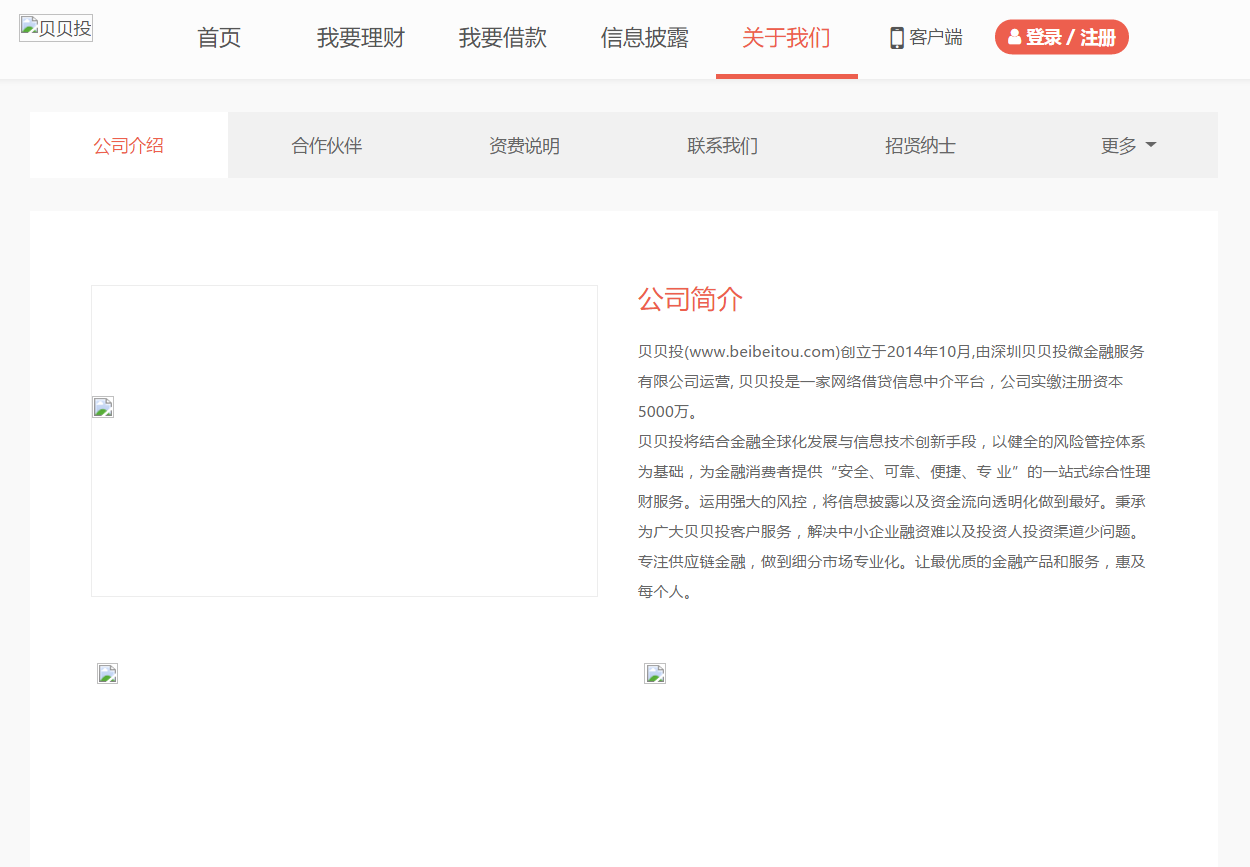 贝贝投
首页
我要理财
我要借款
信息披露
关于我们
客户端
登录 / 注册
公司介绍
合作伙伴
资费说明
联系我们
招贤纳士
更多
公司简介
贝贝投(www.beibeitou.com)创立于2014年10月,由深圳贝贝投微金融服务
有限公司运营, 贝贝投是一家网络借贷信息中介平台，公司实缴注册资本
5000万。
贝贝投将结合金融全球化发展与信息技术创新手段，以健全的风险管控体系
为基础，为金融消费者提供“安全、可靠、便捷、专 业”的一站式综合性理
财服务。运用强大的风控，将信息披露以及资金流向透明化做到最好。秉承
为广大贝贝投客户服务，解决中小企业融资难以及投资人投资渠道少问题。
专注供应链金融，做到细分市场专业化。让最优质的金融产品和服务，惠及
每个人。